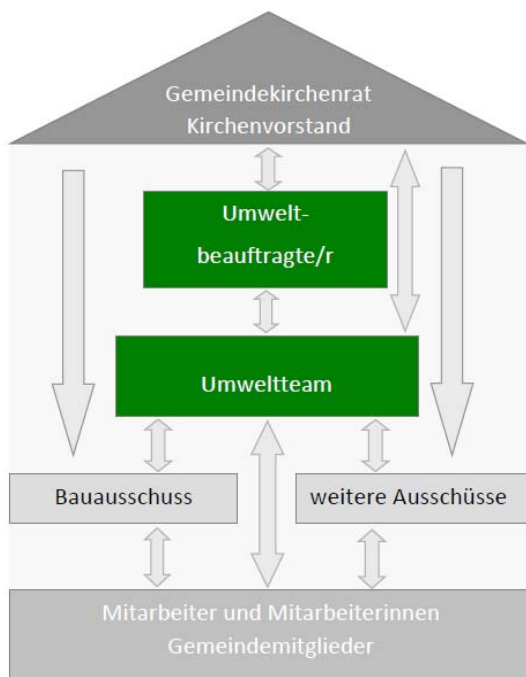 Gemeindekirchenrat
Kirchenvorstand
Umwelt-
beauftragte/r
Umweltteam
Bauausschuss
weitere Ausschüsse
Mitarbeiter und Mitarbeiterinnen
Gemeindemitglieder